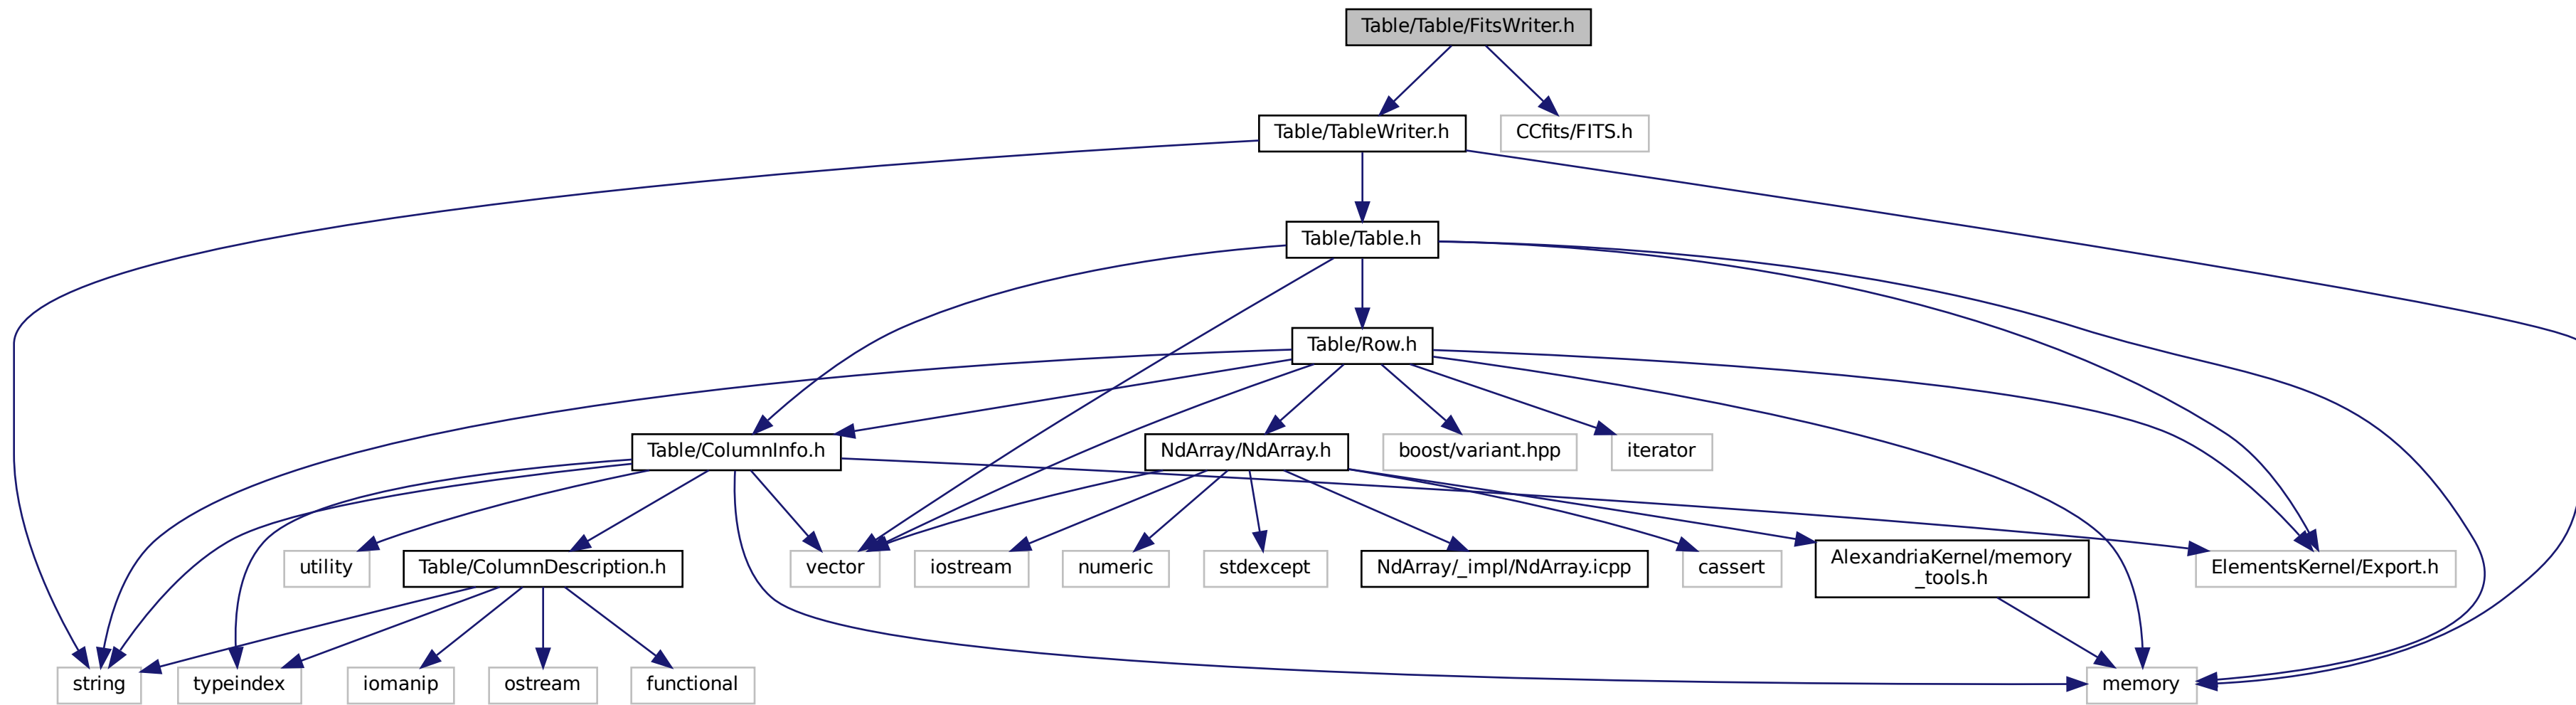 Table/Table/FitsWriter.h
Table/TableWriter.h
CCfits/FITS.h
Table/Table.h
Table/Row.h
Table/ColumnInfo.h
NdArray/NdArray.h
boost/variant.hpp
iterator
utility
Table/ColumnDescription.h
vector
iostream
numeric
stdexcept
NdArray/_impl/NdArray.icpp
cassert
AlexandriaKernel/memory
_tools.h
ElementsKernel/Export.h
string
typeindex
iomanip
ostream
functional
memory